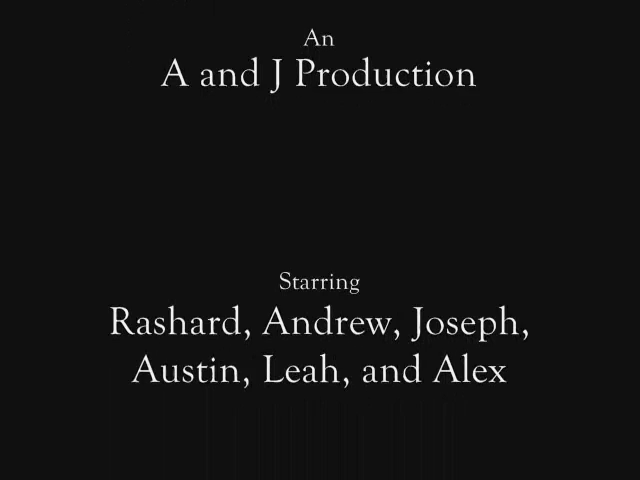 An
A and J Production
Starring
Rashard, Andrew, Joseph,
Austin, Leah, and Alex